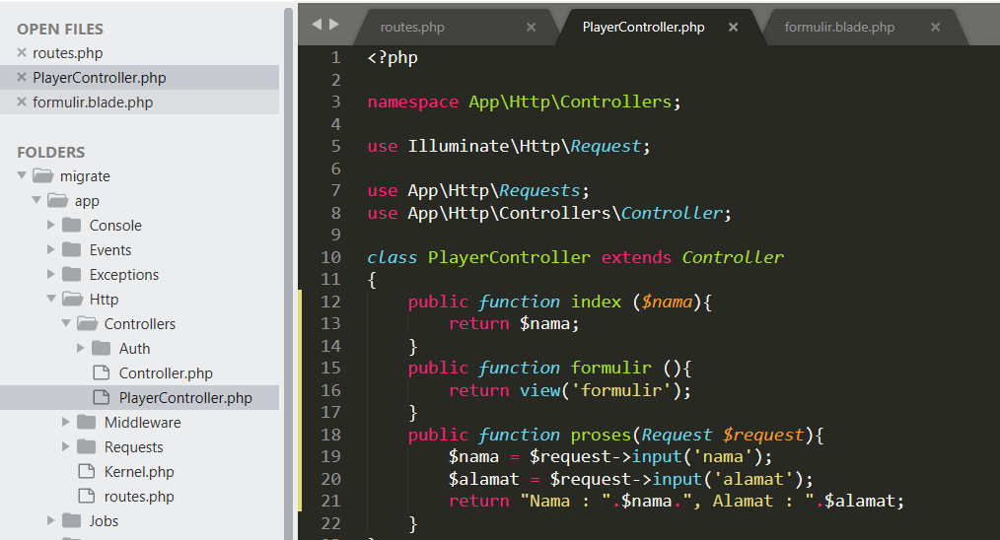 OPEN FILES
× routes.php
× PlayerController.php
× formulir.blade.php
FOLDERS
migrate
app
Console
Events
Exceptions
Http
Controllers
Auth
Controller.php
PlayerController.php
Middleware
Requests
Kernel.php
routes.php
Jobs
routes.php ×
PlayerController.php ×
formulir.blade.php ×
1 <?php
2
3 namespace App\Http\Controllers;
4
5 use Illuminate\Http\Request;
6
7 use App\Http\Requests;
8 use App\Http\Controllers\Controller;
9
10 class PlayerController extends Controller
11 {
12     public function index ($nama){
13         return $nama;
14     }
15     public function formulir (){
16         return view('formulir');
17     }
18     public function proses(Request $request){
19         $nama = $request->input('nama');
20         $alamat = $request->input('alamat');
21         return "Nama : ".$nama.", Alamat : ".$alamat;
22     }